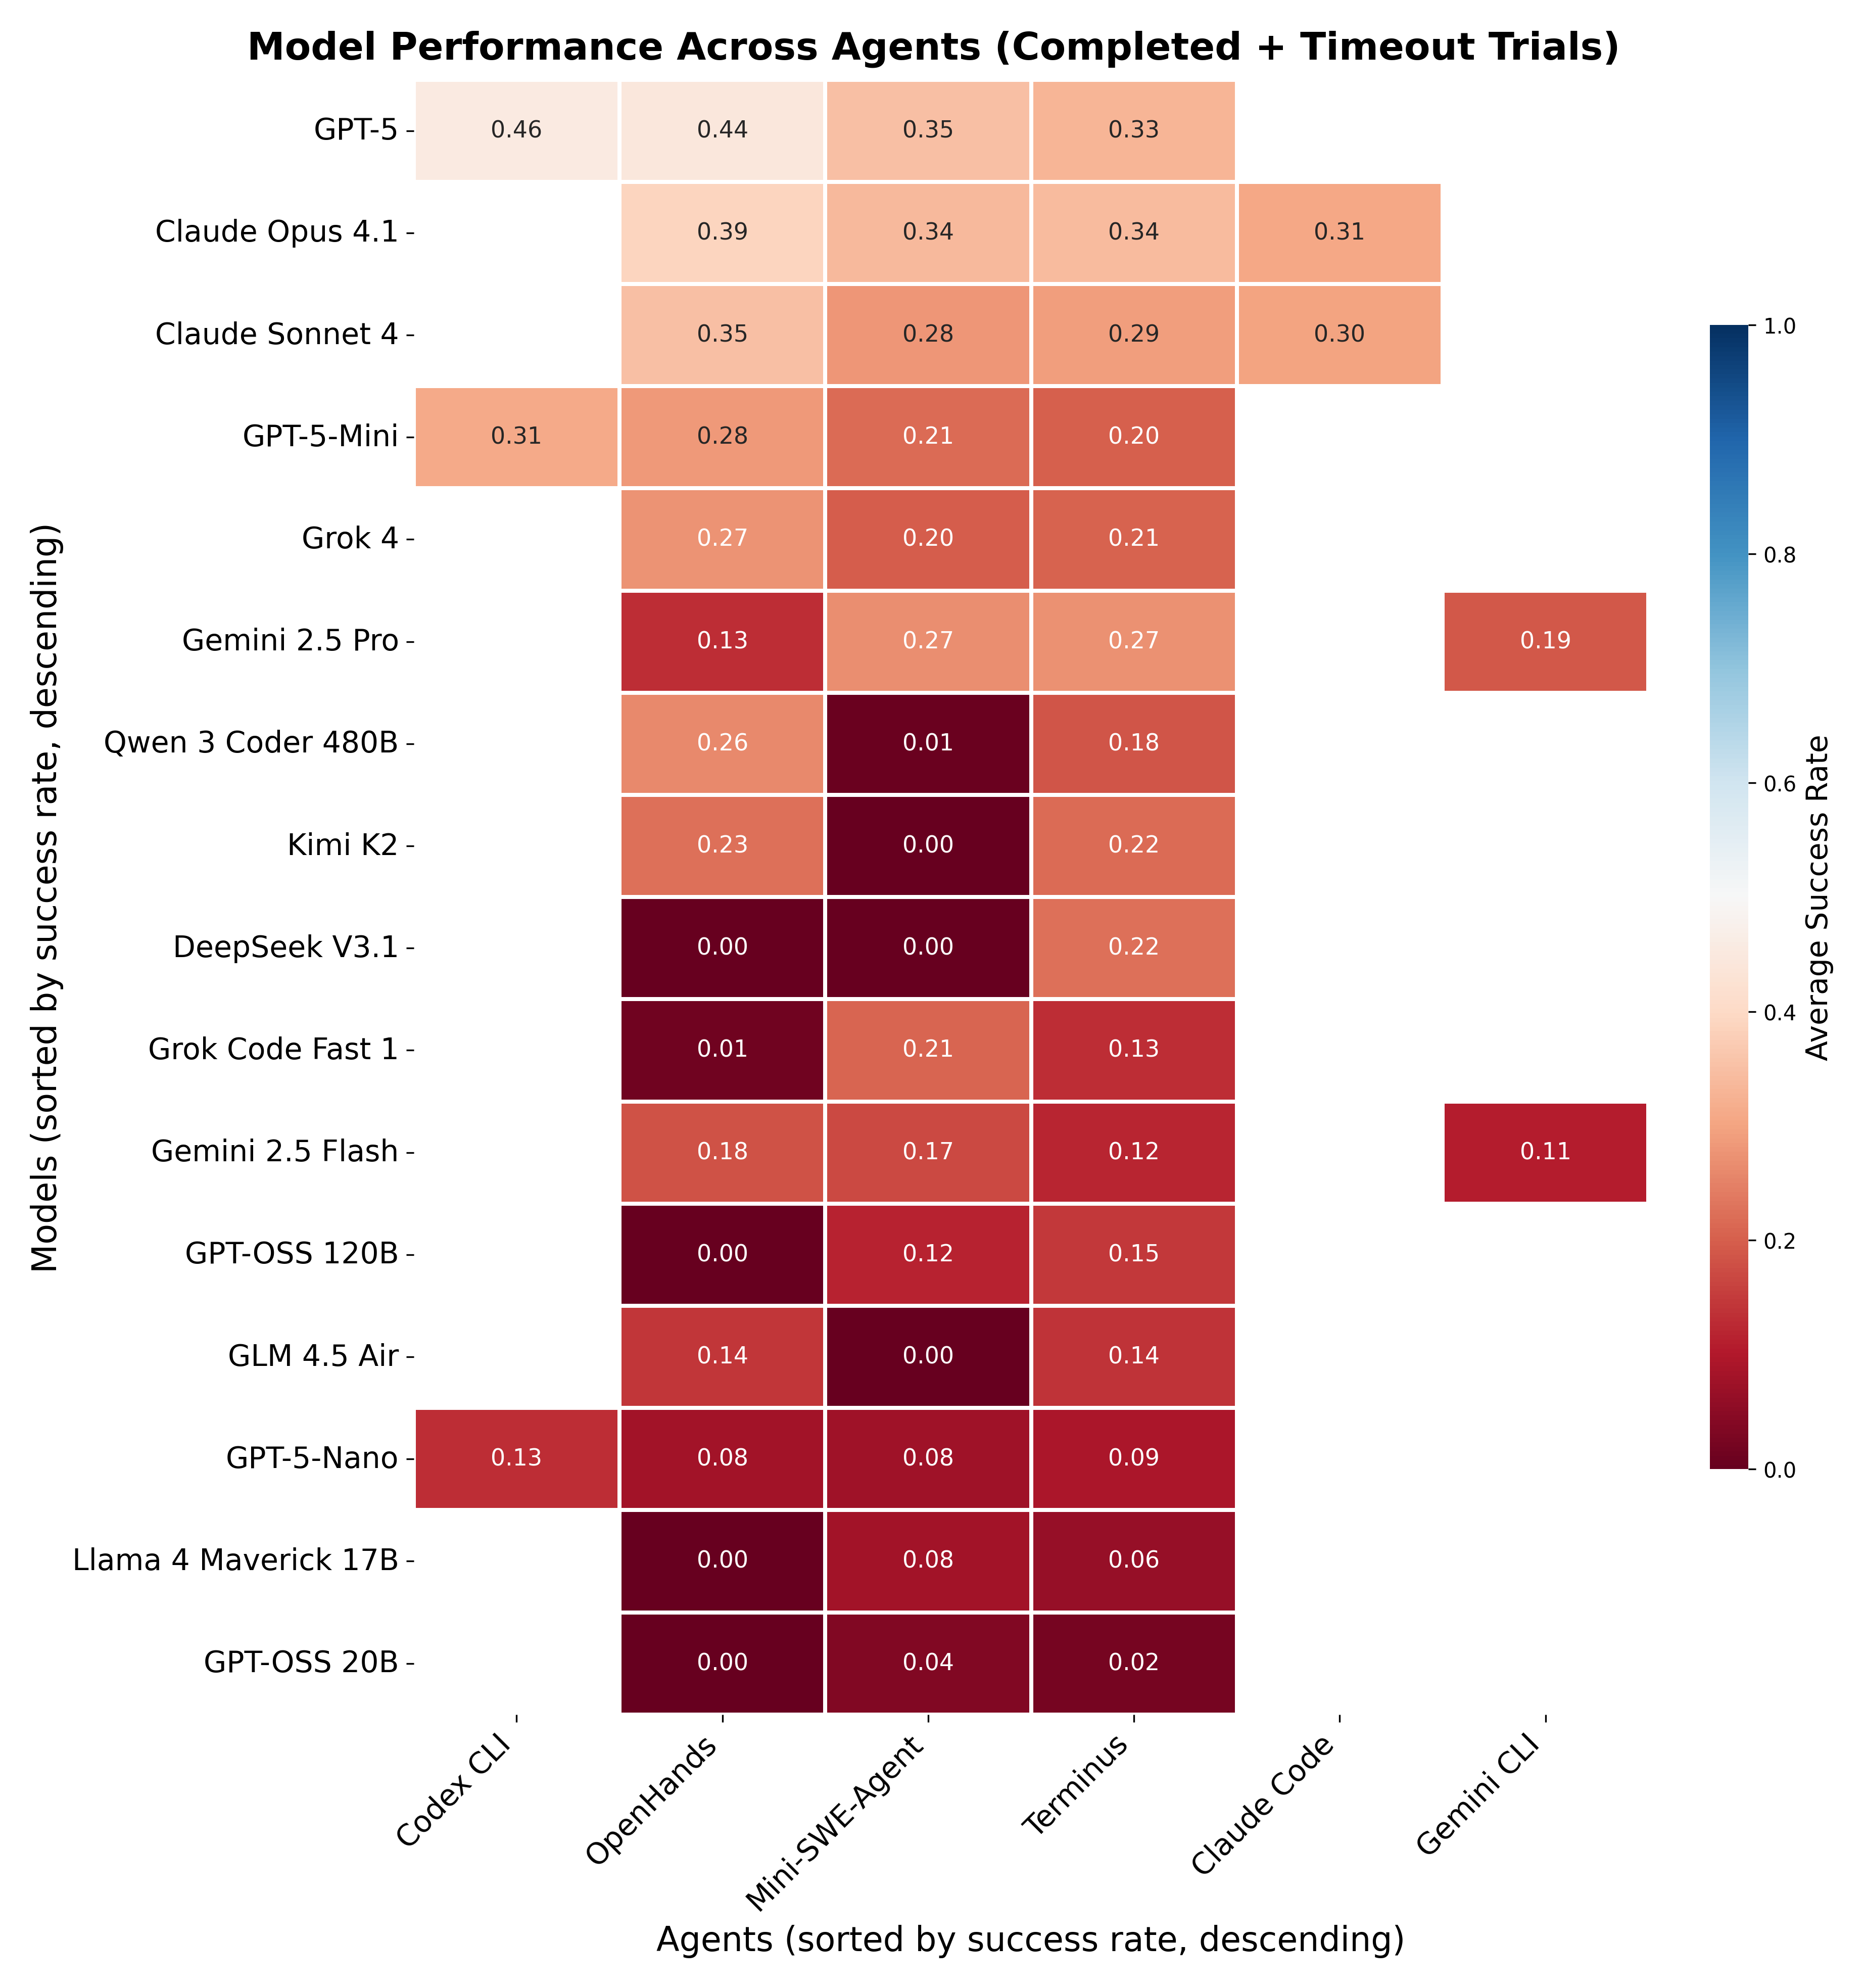 Model Performance Across Agents (Completed + Timeout Trials)
Models (sorted by success rate, descending)
GPT-5 0.46 0.44 0.35 0.33
Claude Opus 4.1 0.39 0.34 0.34 0.31
Claude Sonnet 4 0.35 0.28 0.29 0.30
GPT-5-Mini 0.31 0.28 0.21 0.20
Grok 4 0.27 0.20 0.21
Gemini 2.5 Pro 0.13 0.27 0.27 0.19
Qwen 3 Coder 480B 0.26 0.01 0.18
Kimi K2 0.23 0.00 0.22
DeepSeek V3.1 0.00 0.00 0.22
Grok Code Fast 1 0.01 0.21 0.13
Gemini 2.5 Flash 0.18 0.17 0.12 0.11
GPT-OSS 120B 0.00 0.12 0.15
GLM 4.5 Air 0.14 0.00 0.14
GPT-5-Nano 0.13 0.08 0.08 0.09
Llama 4 Maverick 17B 0.00 0.08 0.06
GPT-OSS 20B 0.00 0.04 0.02
Codex CLI
OpenHands
Mini-SWE-Agent
Terminus
Claude Code
Gemini CLI
Agents (sorted by success rate, descending)
1.0
0.8
0.6
0.4
0.2
0.0
Average Success Rate